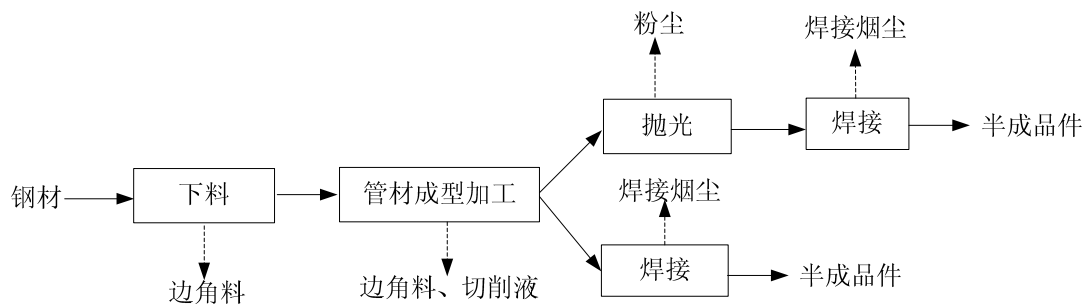 粉尘
焊接烟尘
抛光
焊接
半成品件
钢材
下料
管材成型加工
焊接烟尘
焊接
半成品件
边角料
边角料、切削液